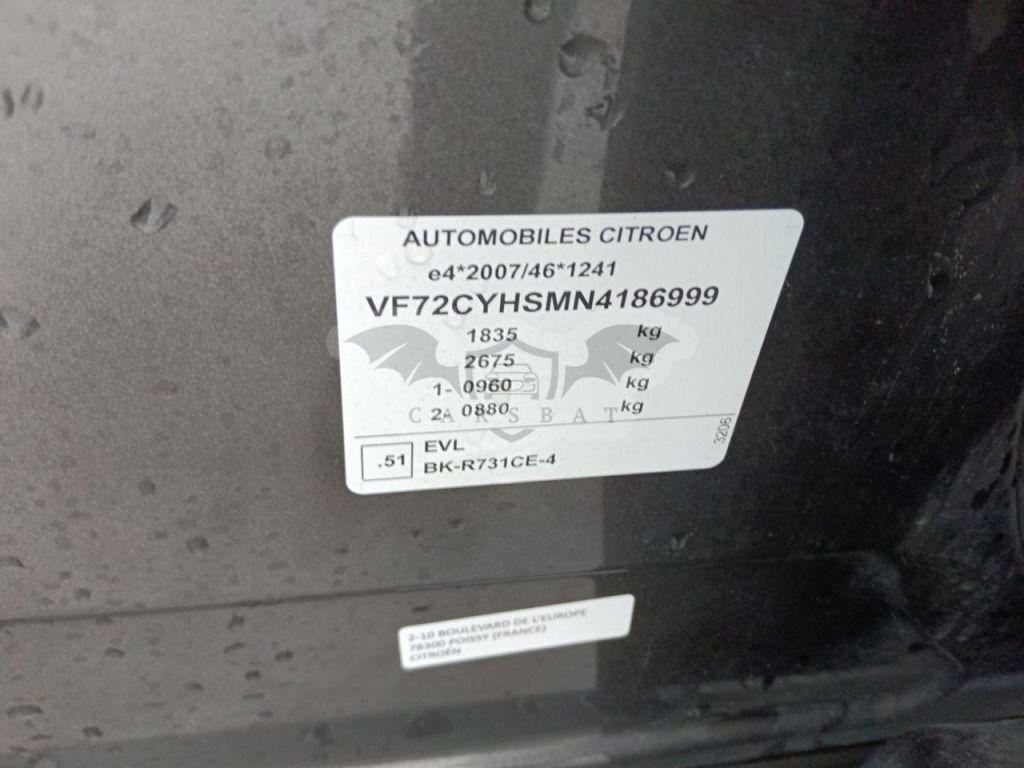 AUTOMOBILES CITROEN
e4*2007/46*1241
VF72CYHSMN4186999
1835 kg
2675 kg
1- 0960 kg
2- 0880 kg
CARSBAT
3206
.51 EVL
BK-R731CE-4
2-10 BOULEVARD DE L'EUROPE
78300 POISSY (FRANCE)
CITROËN